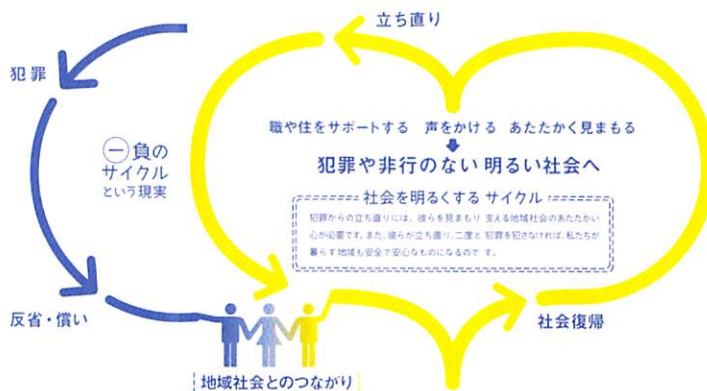 立ち直り
犯罪
職や住をサポートする 声をかける あたたかく見まもる
犯罪や非行のない 明るい社会へ
㊀負の
サイクル
という現実
社会を明るくする サイクル
犯罪からの立ち直りには、彼らを見まもり 支える地域社会のあたたかい
心が必要です。また、彼らが立ち直り、二度と 犯罪を犯さなければ、私たちが
暮らす地域も安全で安心なものになるので す。
反省・償い
社会復帰
地域社会とのつながり